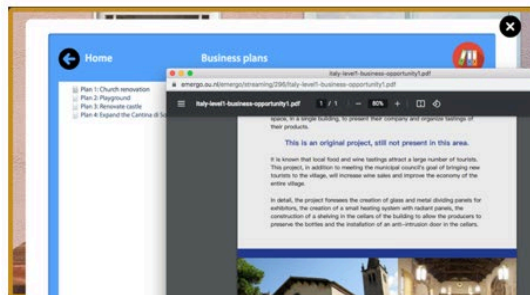 Home
Business plans
Plan 1: Church renovation
Plan 2: Playground
Plan 3: Renovate castle
Plan 4: Expand the Cantina di So
italy-level1-business-opportunity1.pdf
emergo.ou.nl/emergo/streaming/296/italy-level1-business-opportunity1.pdf
italy-level1-business-opportunity1.pdf
1 / 1
80%
space, in a single building, to present their company and organize tastings of
their products.
This is an original project, still not present in this area.
It is known that local food and wine tastings attract a large number of tourists.
This project, in addition to meeting the municipal council's goal of bringing new
tourists to the village, will increase wine sales and improve the economy of the
entire village.
In detail, the project foresees the creation of glass and metal dividing panels for
exhibitors, the creation of a small heating system with radiant panels, the
construction of a shelving in the cellars of the building to allow the producers to
preserve the bottles and the installation of an anti-intrusion door in the cellars.